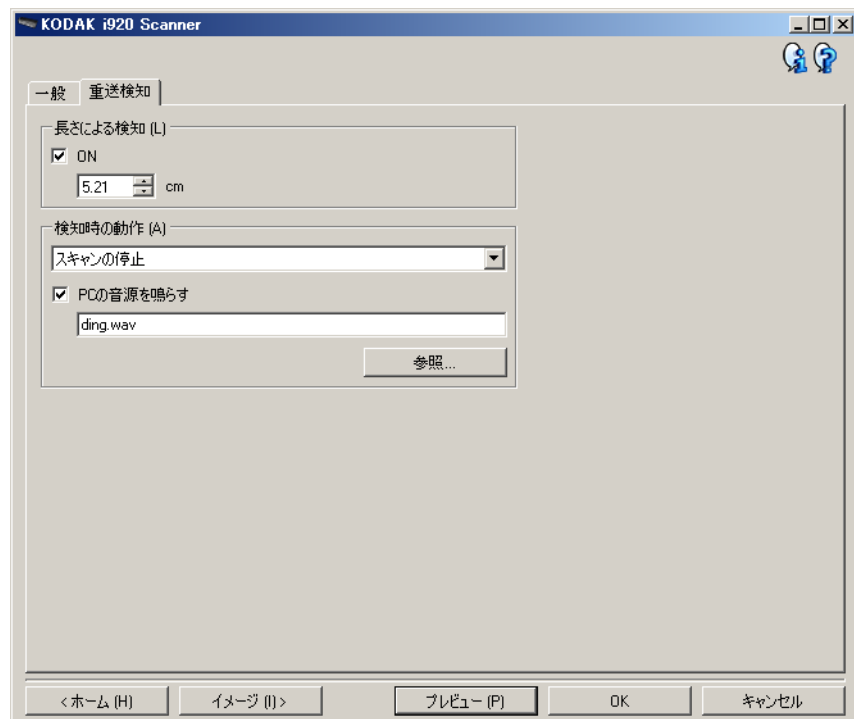 KODAK i920 Scanner
一般 重送検知
長さによる検知 (L)
ON
5.21 cm
検知時の動作 (A)
スキャンの停止
PCの音源を鳴らす
ding.wav
参照...
<ホーム (H) イメージ (I)> プレビュー (P) OK キャンセル